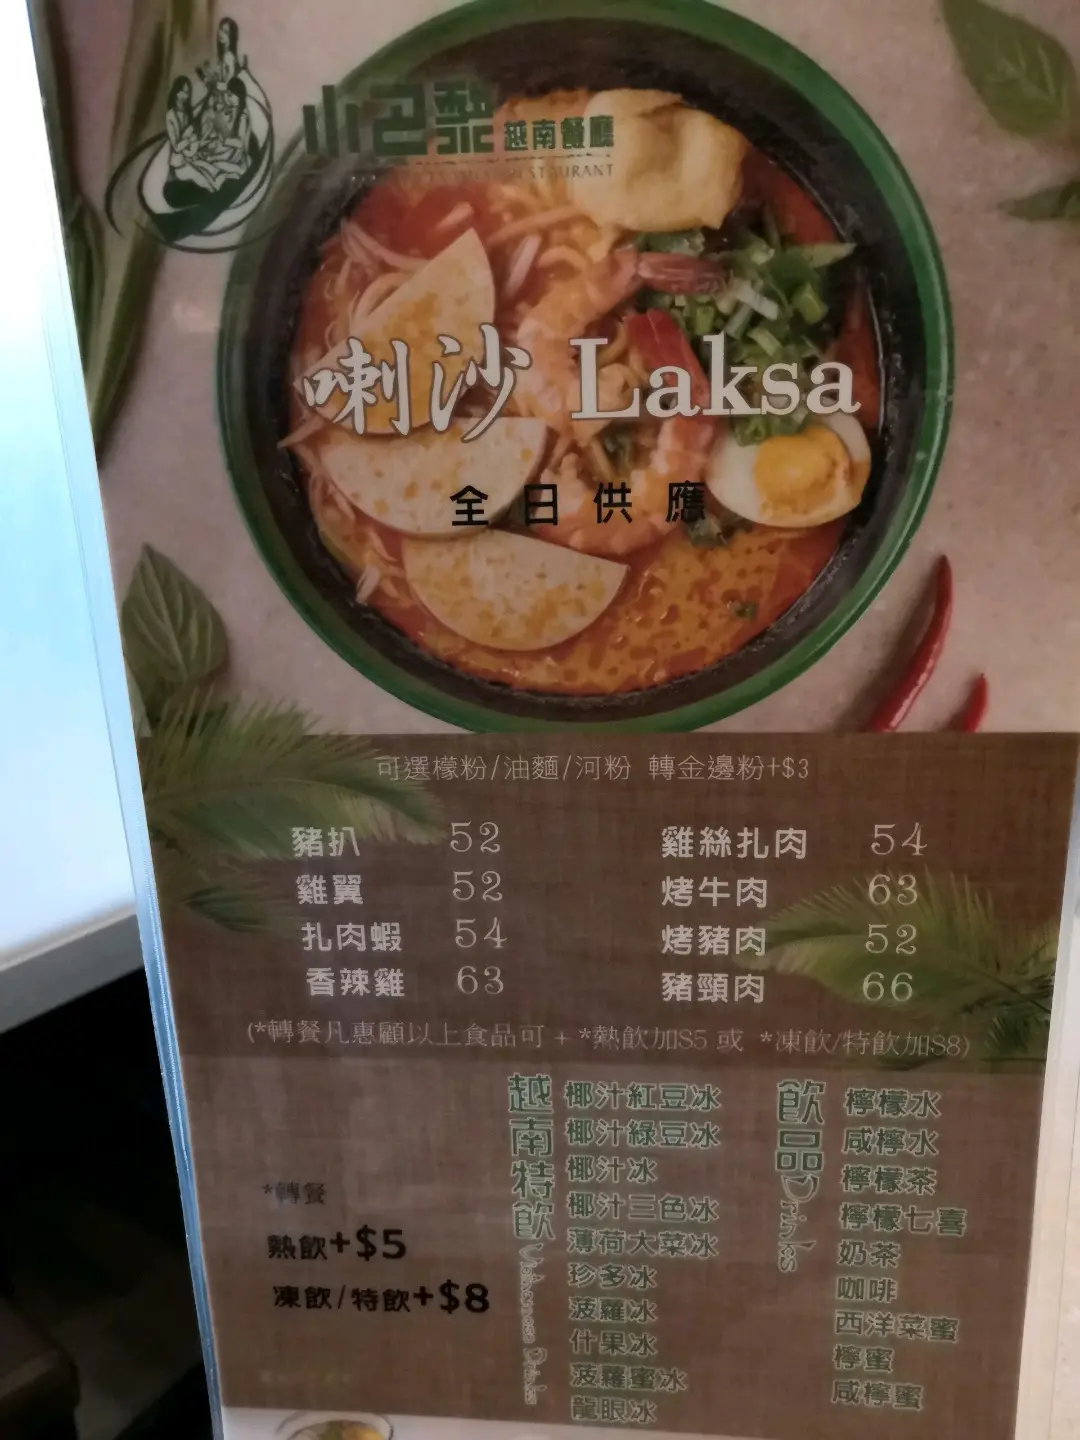 小巴黎 越南餐廳
RESTAURANT
喇沙 Laksa
全日供應
可選檬粉/油麵/河粉 轉金邊粉+$3
豬扒 52
雞翼 52
扎肉蝦 54
香辣雞 63
雞絲扎肉 54
烤牛肉 63
烤豬肉 52
豬頸肉 66
(*轉餐凡惠顧以上食品可 + *熱飲加$5 或 *凍飲/特飲加$8)
*轉餐
熱飲+$5
凍飲/特飲+$8
越南特飲 Vietnamese Drinks
椰汁紅豆冰
椰汁綠豆冰
椰汁冰
椰汁三色冰
薄荷大菜冰
珍多冰
菠蘿冰
什果冰
菠蘿蜜冰
龍眼冰
飲品 Drinks
檸檬水
咸檸水
檸檬茶
檸檬七喜
奶茶
咖啡
西洋菜蜜
檸蜜
咸檸蜜